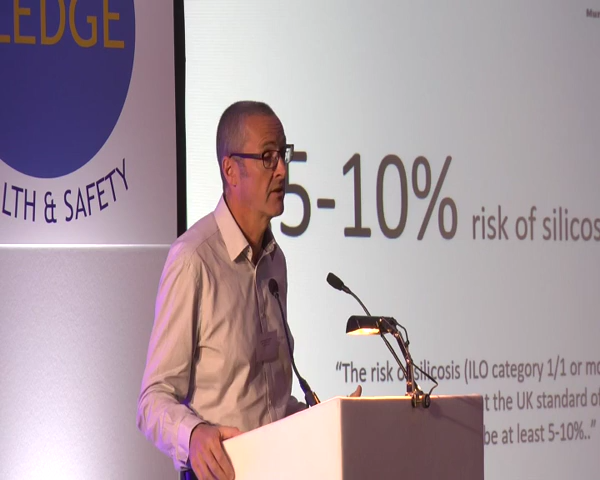 LEDGE
LTH & SAFETY
5-10% risk of silicos
"The risk of silicosis (ILO category 1/1 or mo
at the UK standard of
be at least 5-10%.."